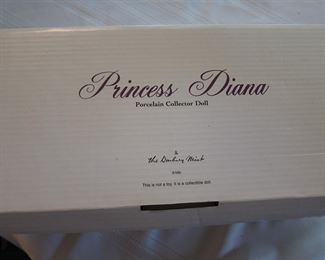 Princess Diana
Porcelain Collector Doll
&
the Danbury Mint
This is not a toy. It is a collectible doll.